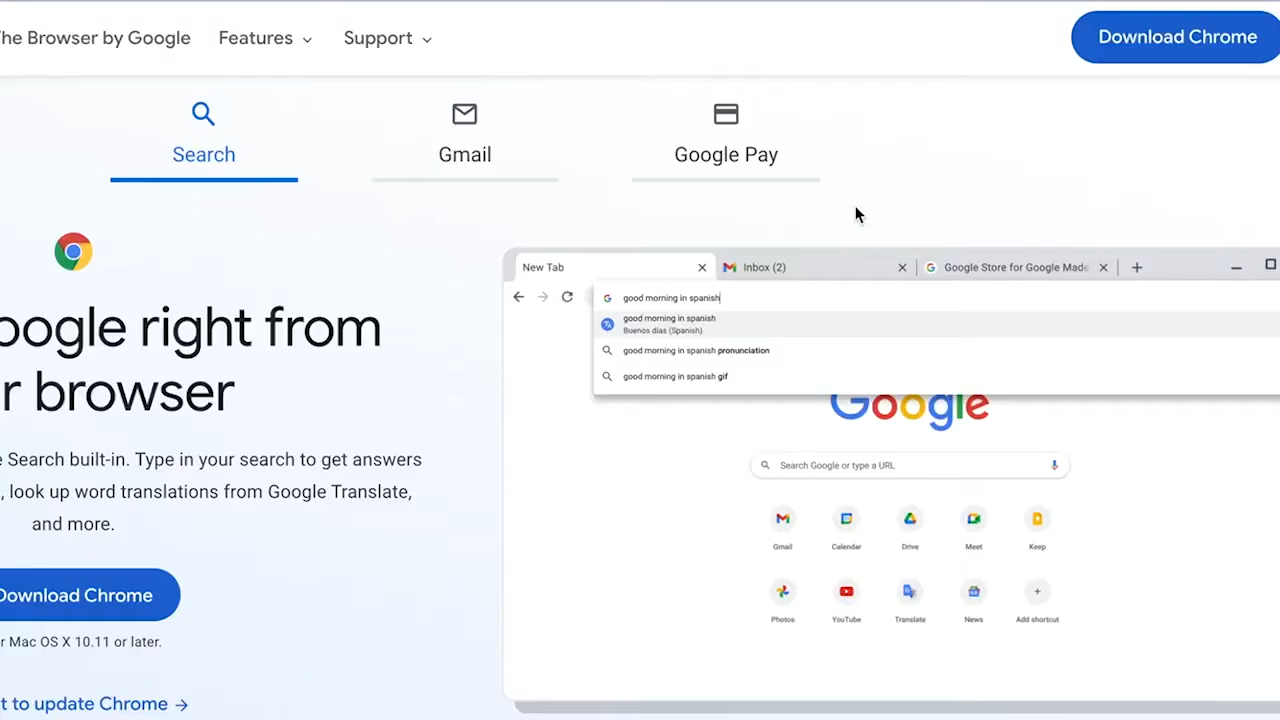 The Browser by Google
Features
Support
Download Chrome
Search
Gmail
Google Pay
New Tab
Inbox (2)
Google Store for Google Made
good morning in spanish
good morning in spanish
Buenos días (Spanish)
good morning in spanish pronunciation
good morning in spanish gif
Google
Search Google or type a URL
Gmail
Calendar
Drive
Meet
Keep
Photos
YouTube
Translate
News
Add shortcut
oogle right from
r browser
Search built-in. Type in your search to get answers
, look up word translations from Google Translate,
and more.
Download Chrome
r Mac OS X 10.11 or later.
t to update Chrome →